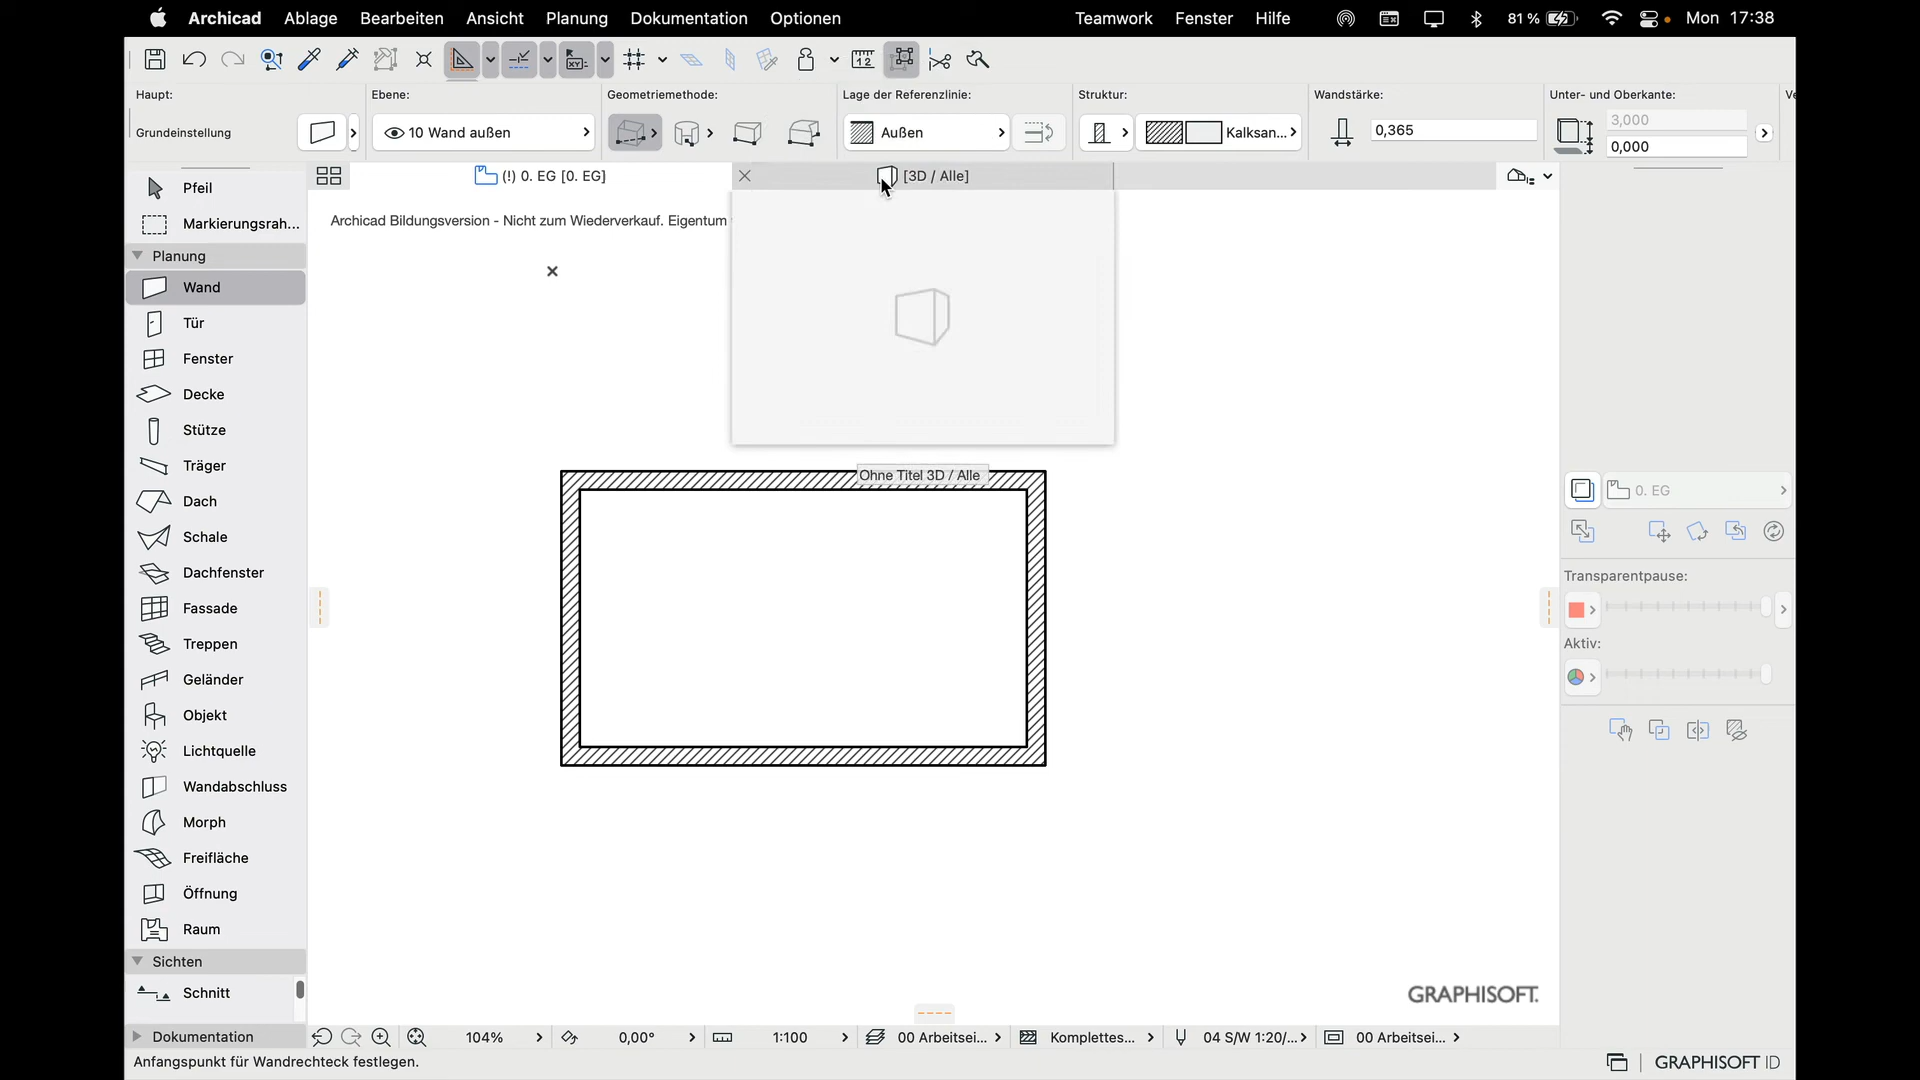 Archicad Ablage Bearbeiten Ansicht Planung Dokumentation Optionen Teamwork Fenster Hilfe 81 % Mon 17:38
Haupt: Ebene: Geometriemethode: Lage der Referenzlinie: Struktur: Wandstärke: Unter- und Oberkante:
Grundeinstellung 10 Wand außen Außen Kalksan... 0,365 3,000
0,000
Pfeil
(!) 0. EG [0. EG]
[3D / Alle]
Markierungsrah...
Archicad Bildungsversion - Nicht zum Wiederverkauf. Eigentum
Planung
Wand
Tür
Fenster
Decke
Stütze
Träger
Dach
Schale
Dachfenster
Fassade
Treppen
Geländer
Objekt
Lichtquelle
Wandabschluss
Morph
Freifläche
Öffnung
Raum
Sichten
Schnitt
Dokumentation
Ohne Titel 3D / Alle
0. EG
Transparentpause:
Aktiv:
GRAPHISOFT.
104% 0,00° 1:100 00 Arbeitsei... Komplettes... 04 S/W 1:20/... 00 Arbeitsei...
Anfangspunkt für Wandrechteck festlegen.
GRAPHISOFT ID